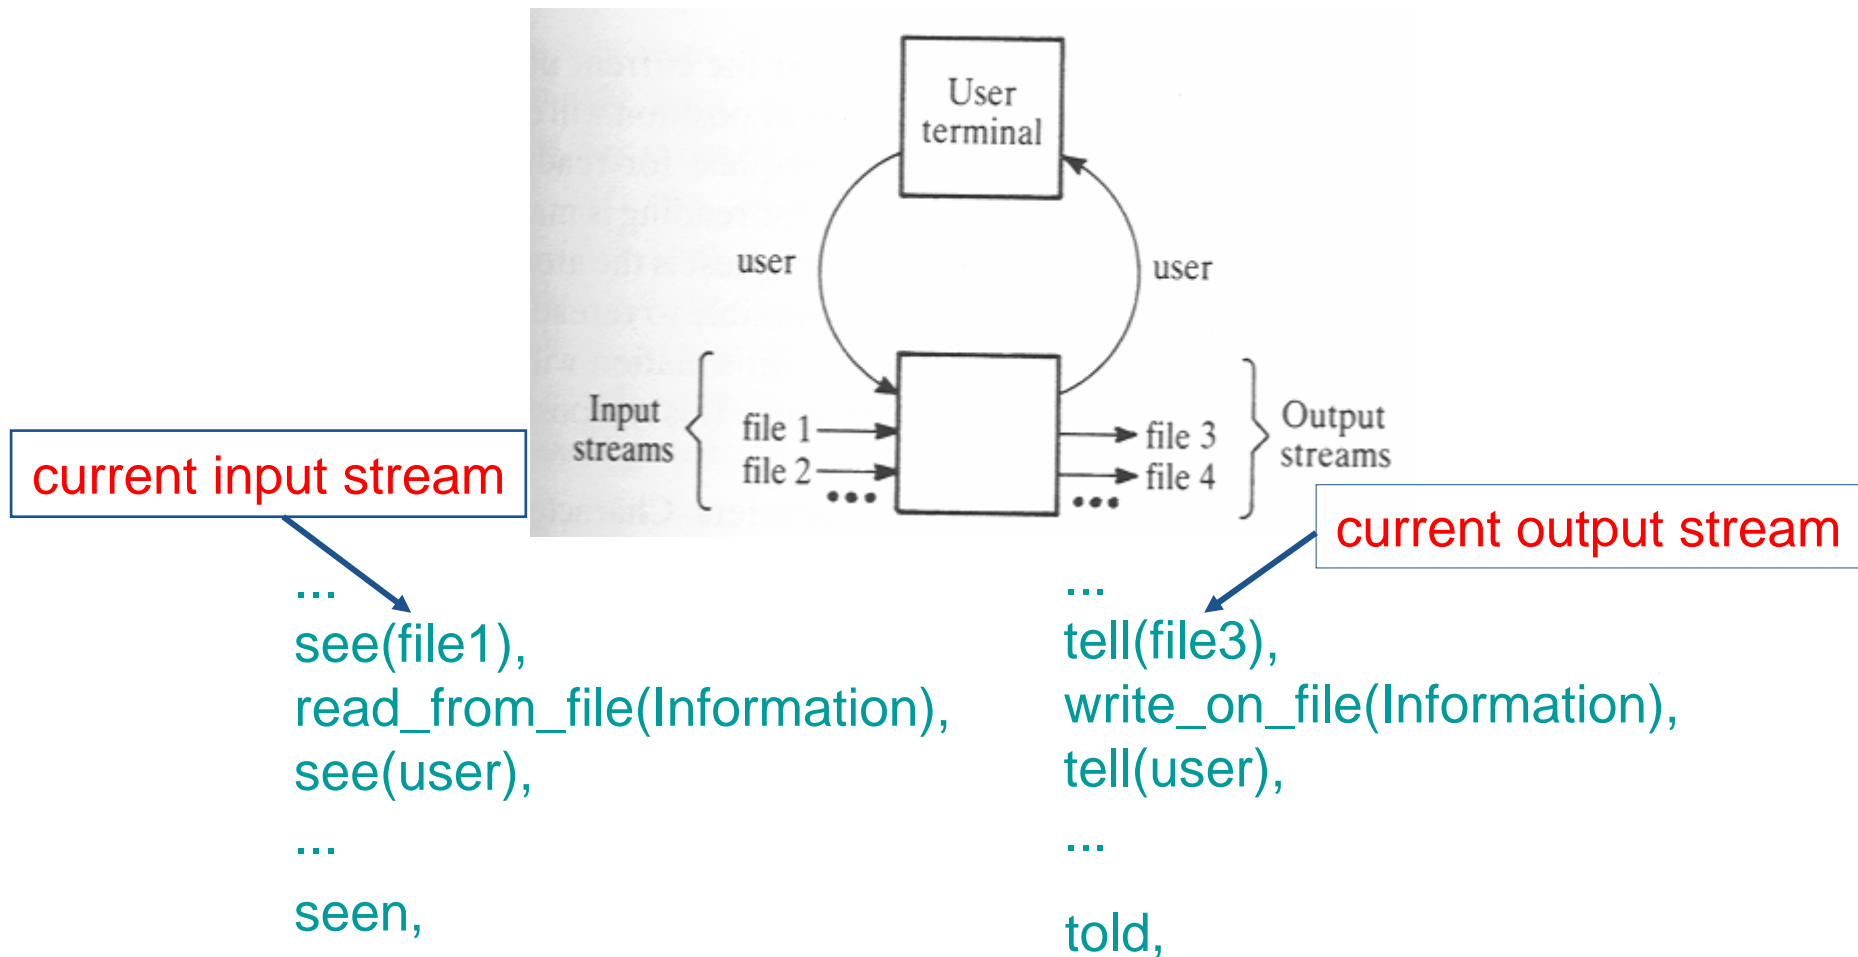 User
terminal
user
user
Input
streams
file 1
file 2
...
file 3
file 4
...
Output
streams
current input stream
current output stream
...
see(file1),
read_from_file(Information),
see(user),
...
seen,
...
tell(file3),
write_on_file(Information),
tell(user),
...
told,